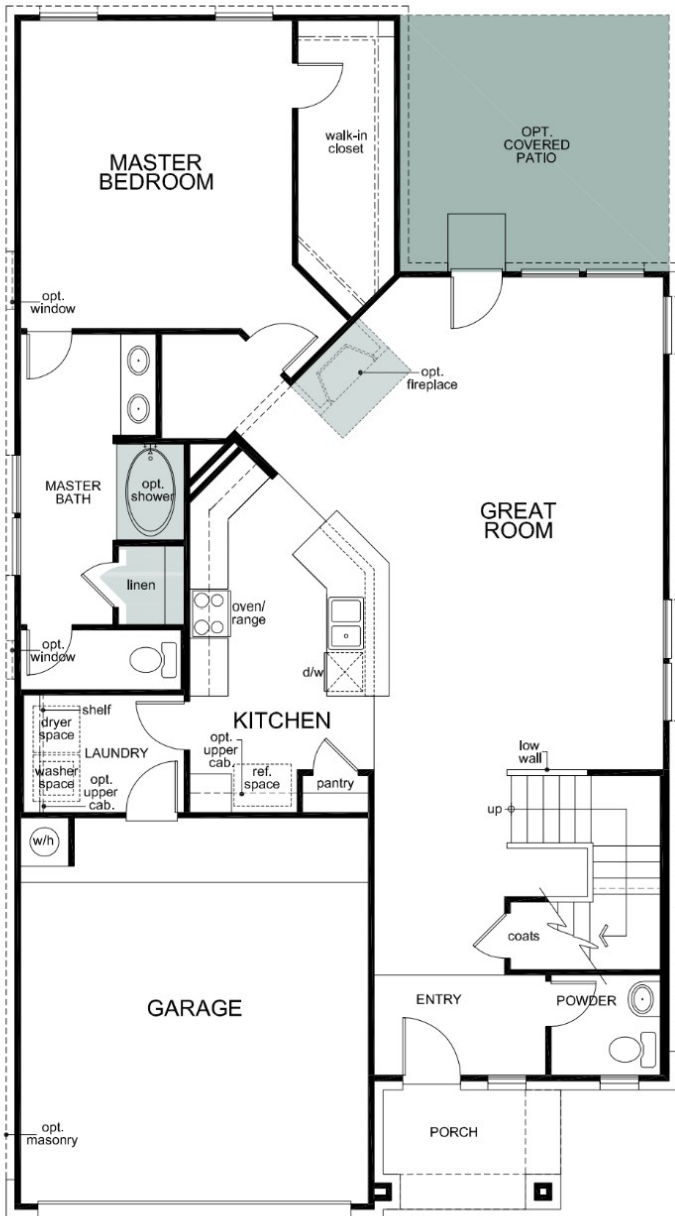 MASTER
BEDROOM
walk-in
closet
OPT.
COVERED
PATIO
opt.
window
opt.
fireplace
MASTER
BATH
opt.
shower
GREAT
ROOM
linen
oven/
range
opt.
window
d/w
shelf
dryer
space
LAUNDRY
washer
space
opt.
upper
cab.
KITCHEN
opt.
upper
cab.
ref.
space
pantry
low
wall
up
w/h
coats
GARAGE
ENTRY
POWDER
opt.
masonry
PORCH